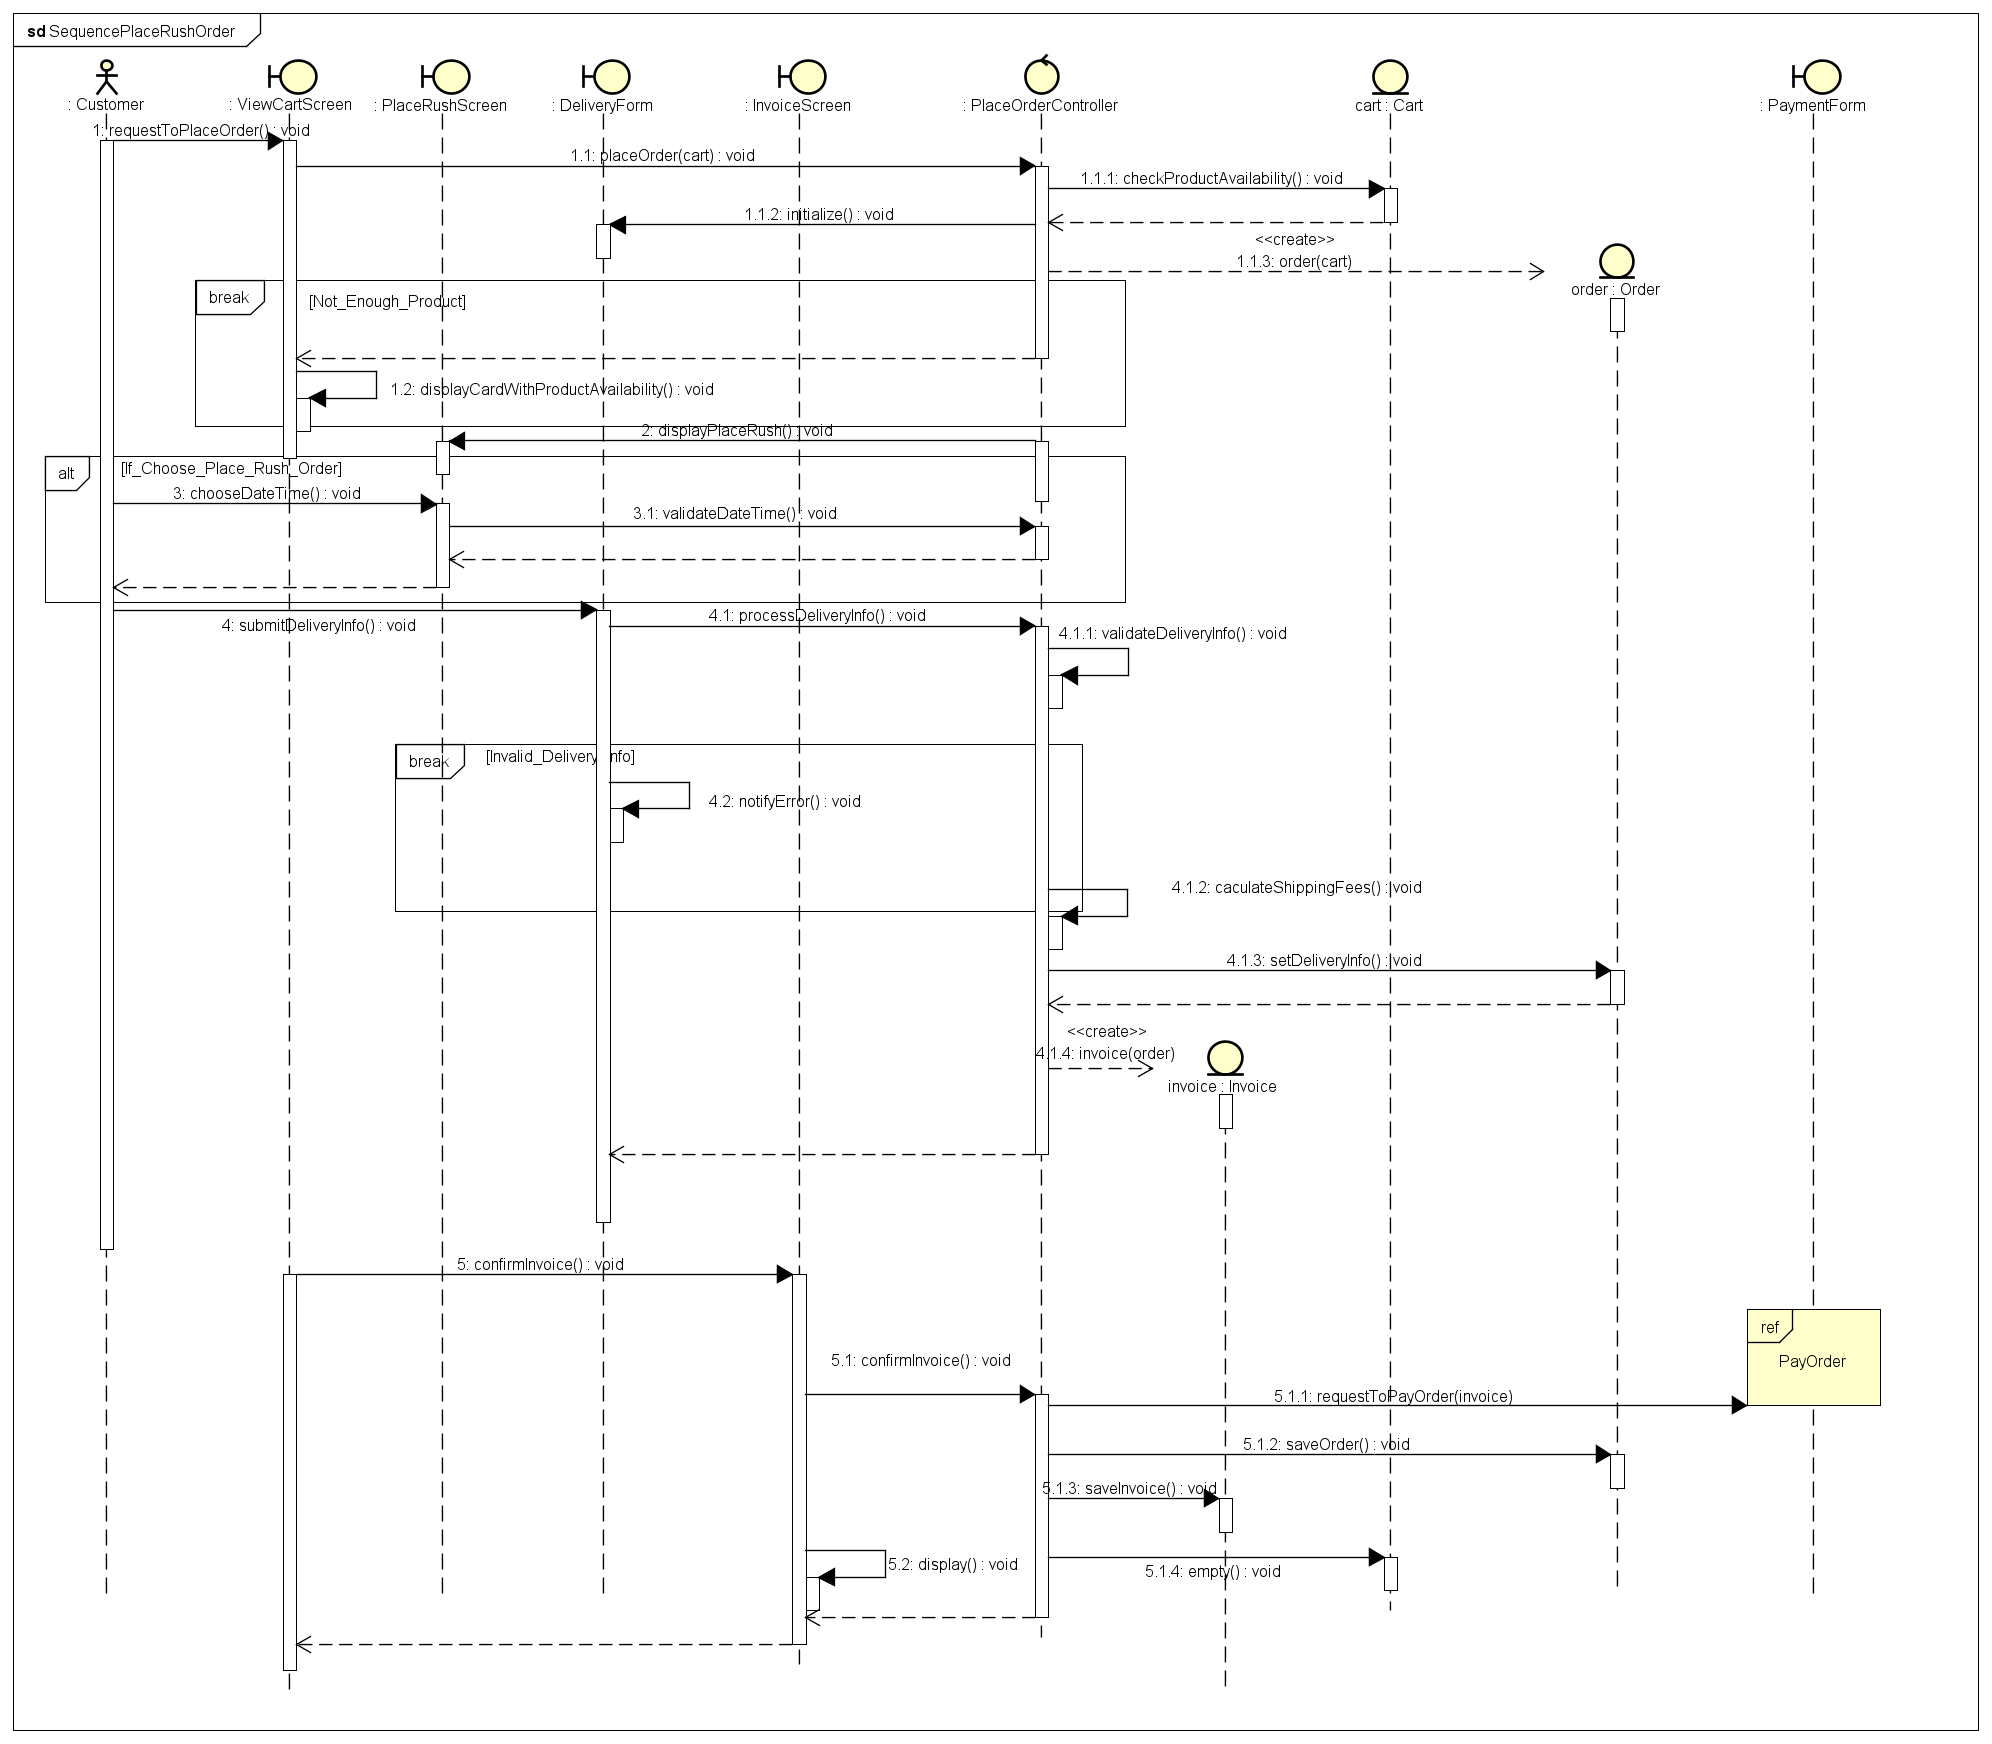 sd SequencePlaceRushOrder
: Customer
: ViewCartScreen
: PlaceRushScreen
: DeliveryForm
: InvoiceScreen
: PlaceOrderController
cart : Cart
: PaymentForm
1: requestToPlaceOrder() : void
1.1: placeOrder(cart) : void
1.1.1: checkProductAvailability() : void
1.1.2: initialize() : void
<<create>>
1.1.3: order(cart)
order : Order
break
[Not_Enough_Product]
1.2: displayCardWithProductAvailability() : void
2: displayPlaceRush() : void
alt
[If_Choose_Place_Rush_Order]
3: chooseDateTime() : void
3.1: validateDateTime() : void
4: submitDeliveryInfo() : void
4.1: processDeliveryInfo() : void
4.1.1: validateDeliveryInfo() : void
break
[Invalid_Delivery_Info]
4.2: notifyError() : void
4.1.2: caculateShippingFees() : void
4.1.3: setDeliveryInfo() : void
<<create>>
4.1.4: invoice(order)
invoice : Invoice
5: confirmInvoice() : void
ref
PayOrder
5.1: confirmInvoice() : void
5.1.1: requestToPayOrder(invoice)
5.1.2: saveOrder() : void
5.1.3: saveInvoice() : void
5.2: display() : void
5.1.4: empty() : void